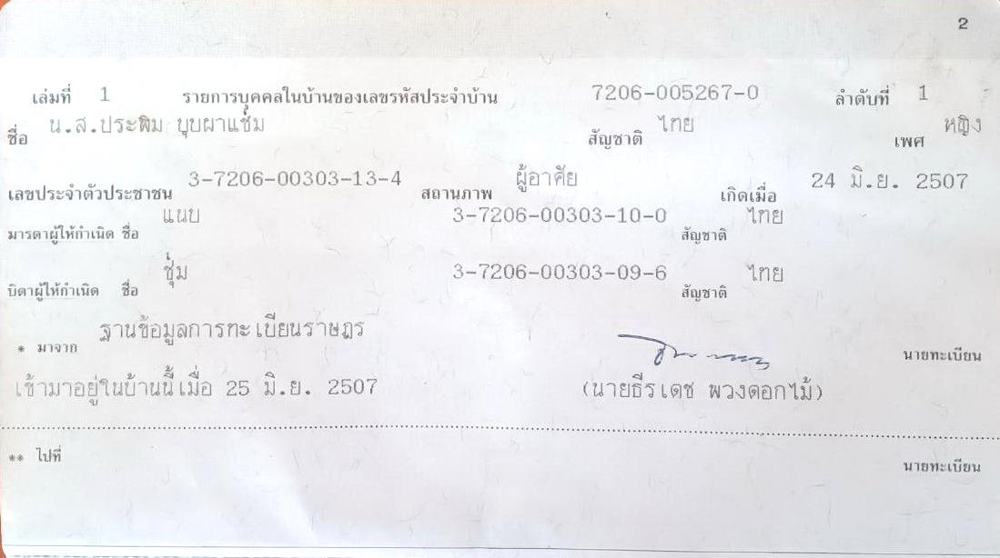 2
เล่มที่ 1 รายการบุคคลในบ้านของเลขรหัสประจำบ้าน 7206-005267-0 ลำดับที่ 1
ชื่อ น.ส.ประพิม บุบผาแช่ม สัญชาติ ไทย เพศ หญิง
เลขประจำตัวประชาชน 3-7206-00303-13-4 สถานภาพ ผู้อาศัย เกิดเมื่อ 24 มิ.ย. 2507
มารดาผู้ให้กำเนิด ชื่อ แนบ 3-7206-00303-10-0 สัญชาติ ไทย
บิดาผู้ให้กำเนิด ชื่อ ชุ่ม 3-7206-00303-09-6 สัญชาติ ไทย
* มาจาก ฐานข้อมูลการทะเบียนราษฎร นายทะเบียน
เข้ามาอยู่ในบ้านนี้เมื่อ 25 มิ.ย. 2507 (นายธีรเดช พวงดอกไม้)
** ไปที่ นายทะเบียน